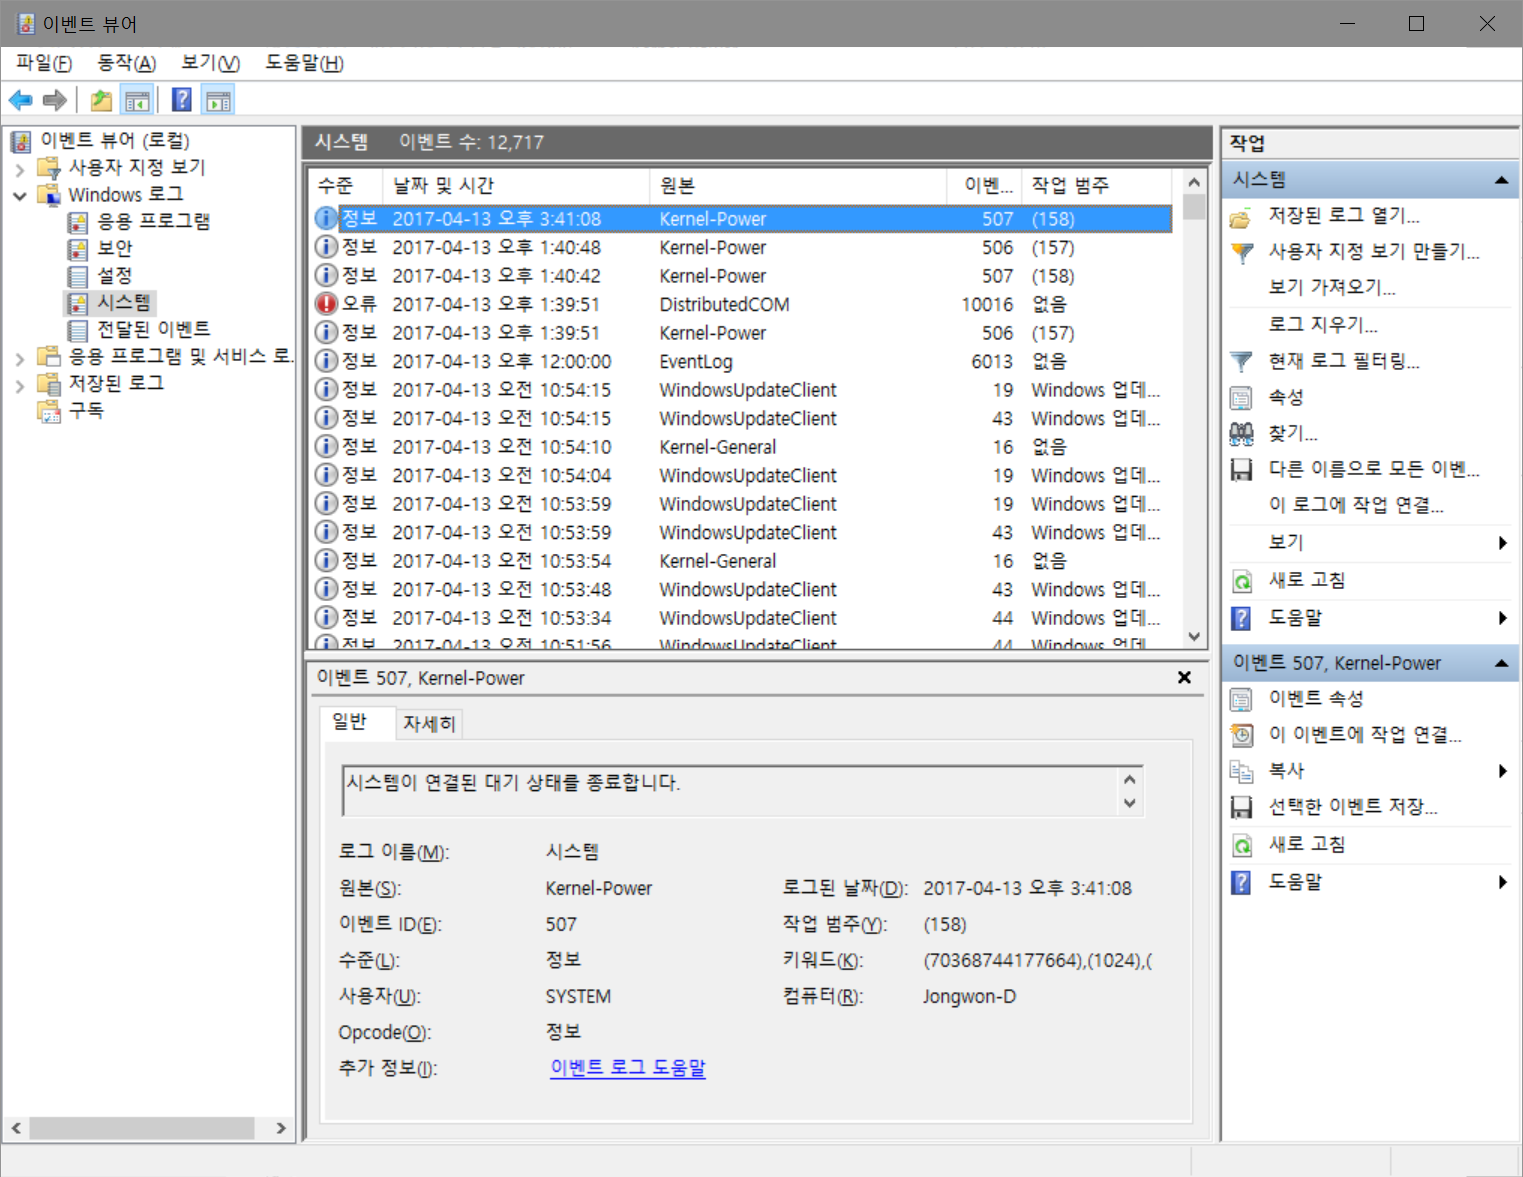 이벤트 뷰어
파일(F) 동작(A) 보기(V) 도움말(H)
이벤트 뷰어 (로컬)
사용자 지정 보기
Windows 로그
응용 프로그램
보안
설정
시스템
전달된 이벤트
응용 프로그램 및 서비스 로.
저장된 로그
구독
시스템 이벤트 수: 12,717
수준 날짜 및 시간 원본 이벤... 작업 범주
정보 2017-04-13 오후 3:41:08 Kernel-Power 507 (158)
정보 2017-04-13 오후 1:40:48 Kernel-Power 506 (157)
정보 2017-04-13 오후 1:40:42 Kernel-Power 507 (158)
오류 2017-04-13 오후 1:39:51 DistributedCOM 10016 없음
정보 2017-04-13 오후 1:39:51 Kernel-Power 506 (157)
정보 2017-04-13 오후 12:00:00 EventLog 6013 없음
정보 2017-04-13 오전 10:54:15 WindowsUpdateClient 19 Windows 업데...
정보 2017-04-13 오전 10:54:15 WindowsUpdateClient 43 Windows 업데...
정보 2017-04-13 오전 10:54:10 Kernel-General 16 없음
정보 2017-04-13 오전 10:54:04 WindowsUpdateClient 19 Windows 업데...
정보 2017-04-13 오전 10:53:59 WindowsUpdateClient 19 Windows 업데...
정보 2017-04-13 오전 10:53:59 WindowsUpdateClient 43 Windows 업데...
정보 2017-04-13 오전 10:53:54 Kernel-General 16 없음
정보 2017-04-13 오전 10:53:48 WindowsUpdateClient 43 Windows 업데...
정보 2017-04-13 오전 10:53:34 WindowsUpdateClient 44 Windows 업데...
정보 2017-04-13 오전 10:51:56 WindowsUpdateClient 44 Windows 업데...
이벤트 507, Kernel-Power
일반 자세히
시스템이 연결된 대기 상태를 종료합니다.
로그 이름(M): 시스템
원본(S): Kernel-Power 로그된 날짜(D): 2017-04-13 오후 3:41:08
이벤트 ID(E): 507 작업 범주(Y): (158)
수준(L): 정보 키워드(K): (70368744177664),(1024),(
사용자(U): SYSTEM 컴퓨터(R): Jongwon-D
Opcode(O): 정보
추가 정보(I): 이벤트 로그 도움말
작업
시스템
저장된 로그 열기...
사용자 지정 보기 만들기...
보기 가져오기...
로그 지우기...
현재 로그 필터링...
속성
찾기...
다른 이름으로 모든 이벤...
이 로그에 작업 연결...
보기
새로 고침
도움말
이벤트 507, Kernel-Power
이벤트 속성
이 이벤트에 작업 연결...
복사
선택한 이벤트 저장...
새로 고침
도움말